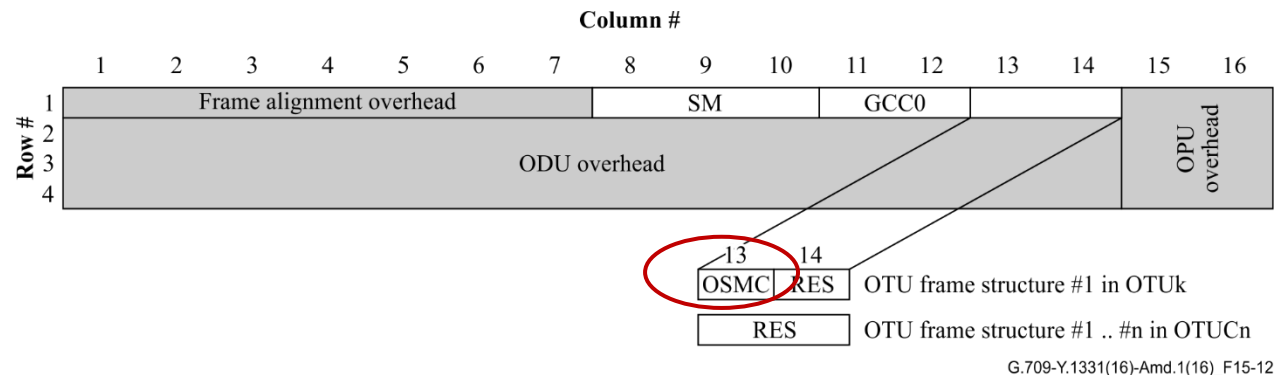 Column #
1 2 3 4 5 6 7 8 9 10 11 12 13 14 15 16
Row #
1 Frame alignment overhead SM GCC0
2
3 ODU overhead
4
OPU overhead
13 14
OSMC RES OTU frame structure #1 in OTUk
RES OTU frame structure #1 .. #n in OTUCn
G.709-Y.1331(16)-Amd.1(16)_F15-12